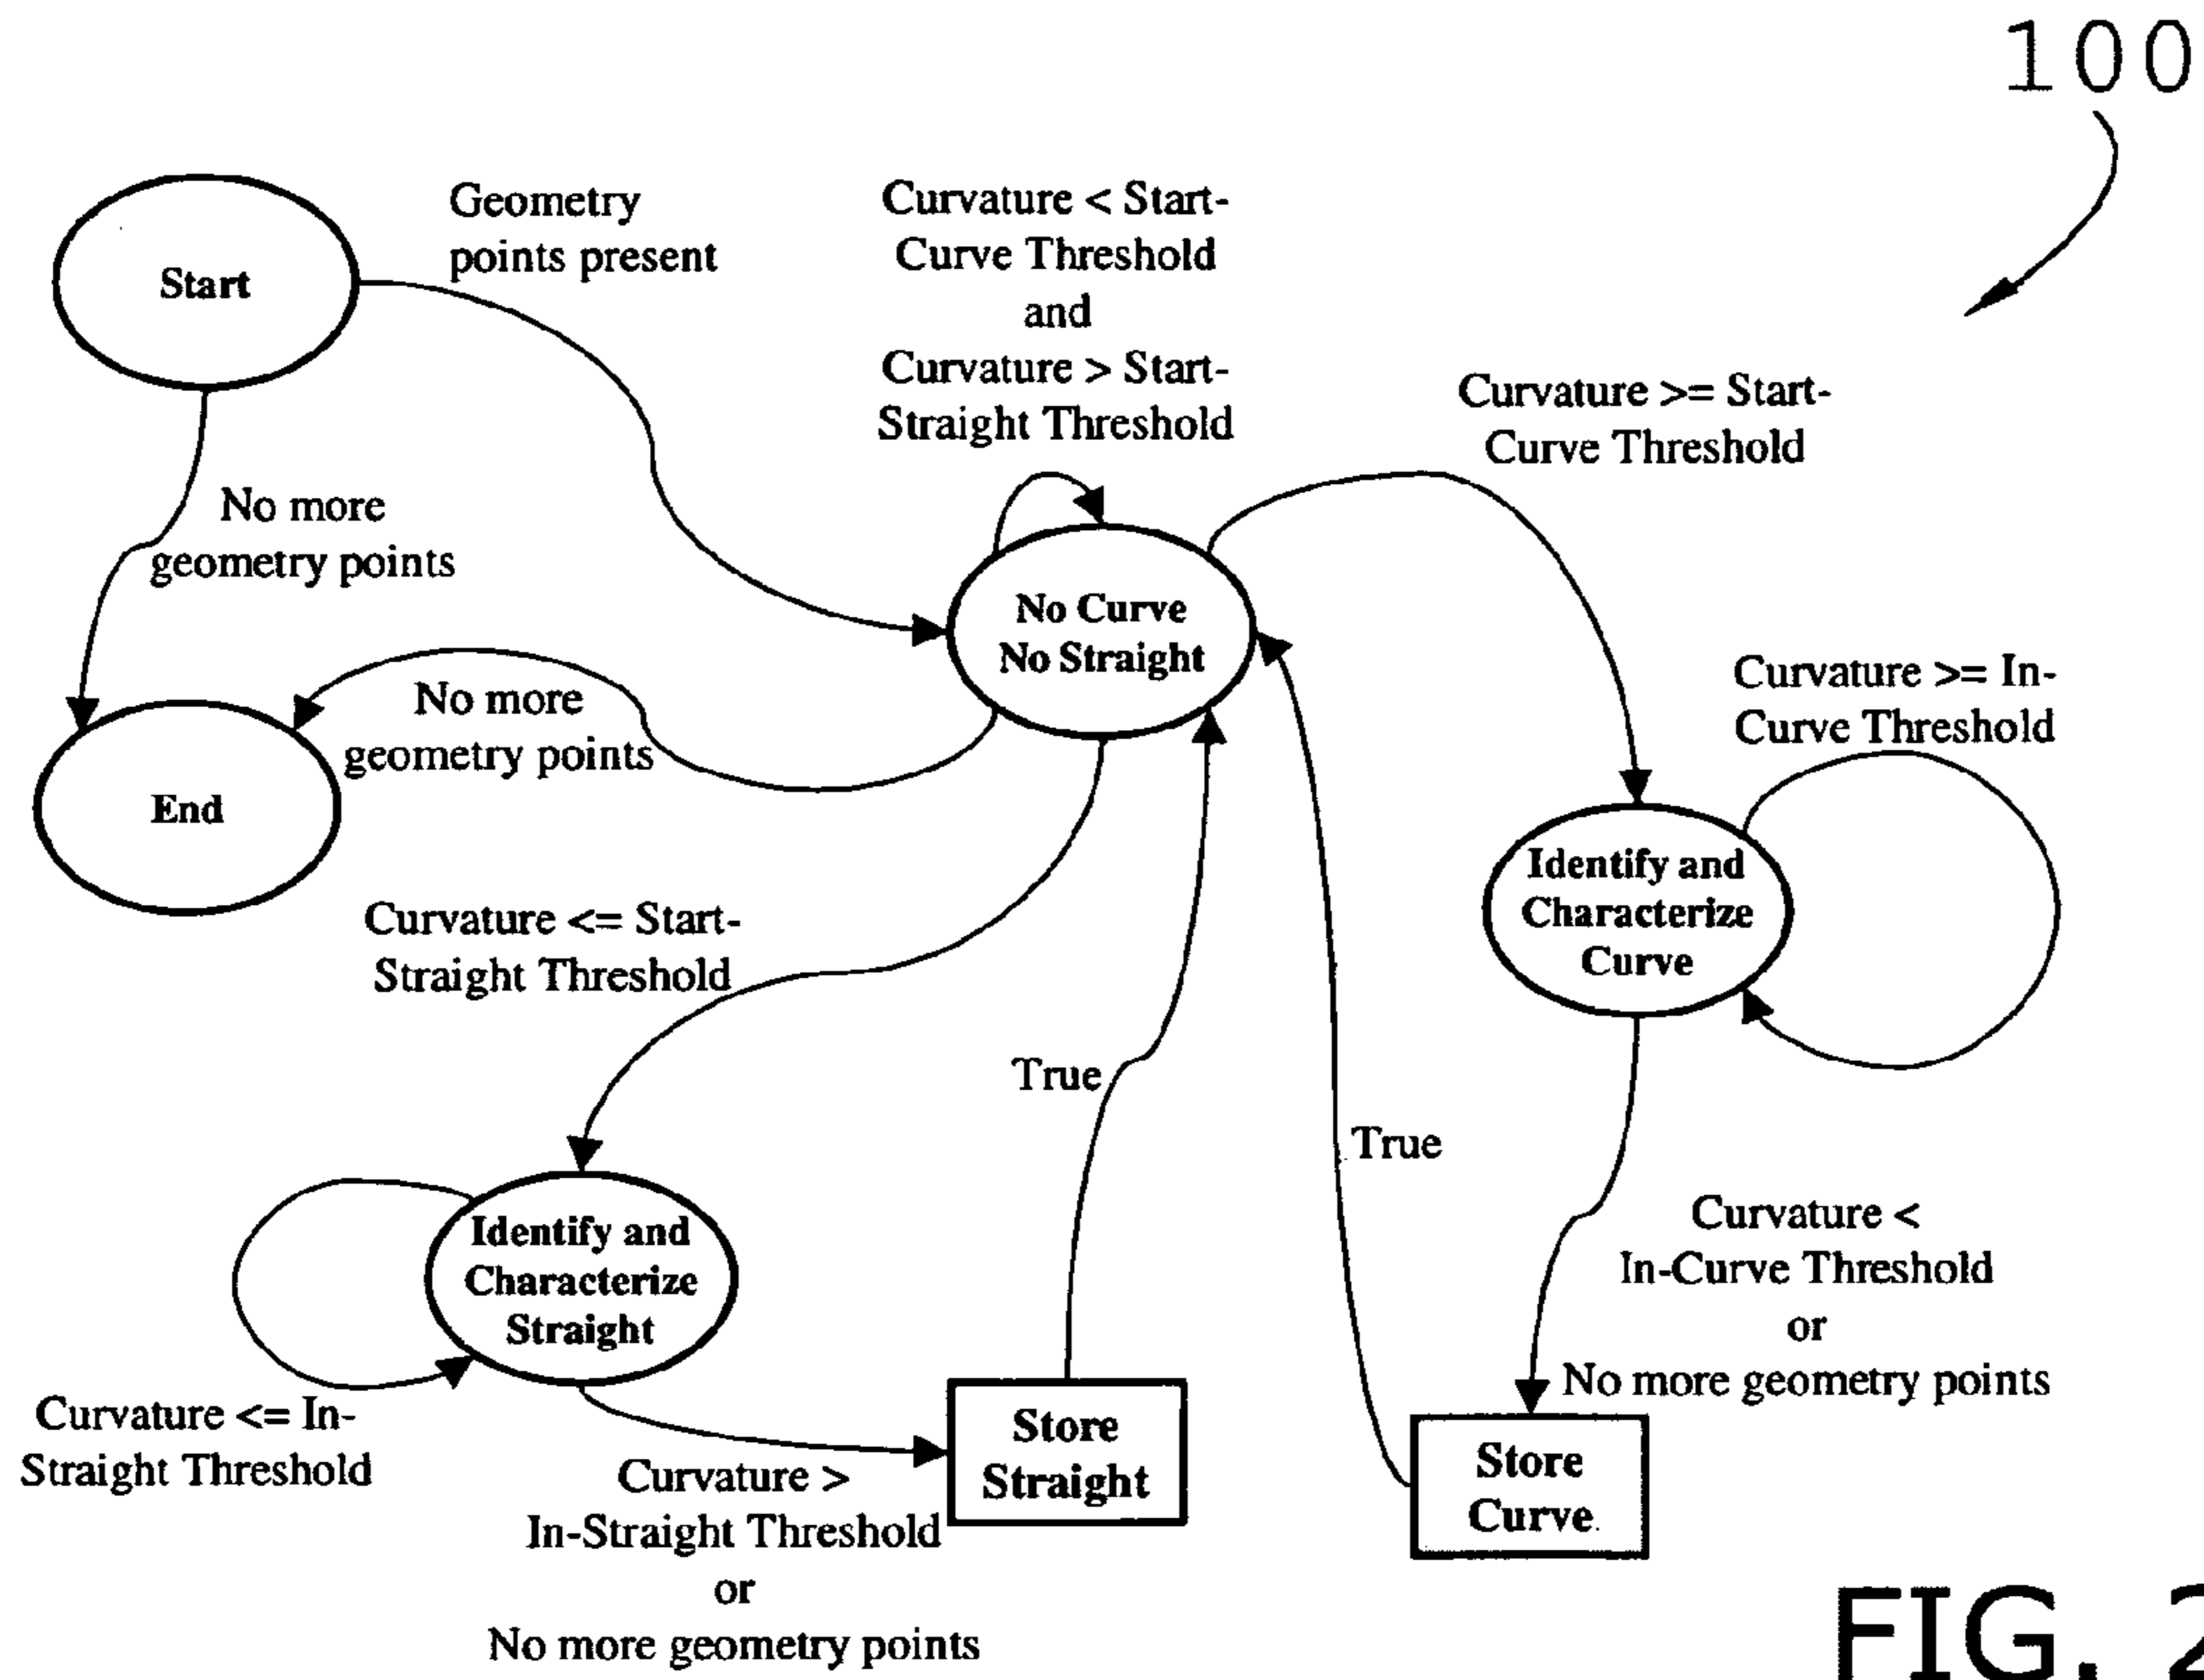 100
Geometry
points present
Curvature < Start-
Curve Threshold
and
Curvature > Start-
Straight Threshold
Curvature >= Start-
Curve Threshold
Start
No more
geometry points
No Curve
No Straight
No more
geometry points
End
Curvature >= In-
Curve Threshold
Identify and
Characterize
Curve
Curvature <= Start-
Straight Threshold
True
True
Identify and
Characterize
Straight
Curvature <
In-Curve Threshold
or
No more geometry points
Curvature <= In-
Straight Threshold
Store
Straight
Store
Curve
Curvature >
In-Straight Threshold
or
No more geometry points
FIG. 2